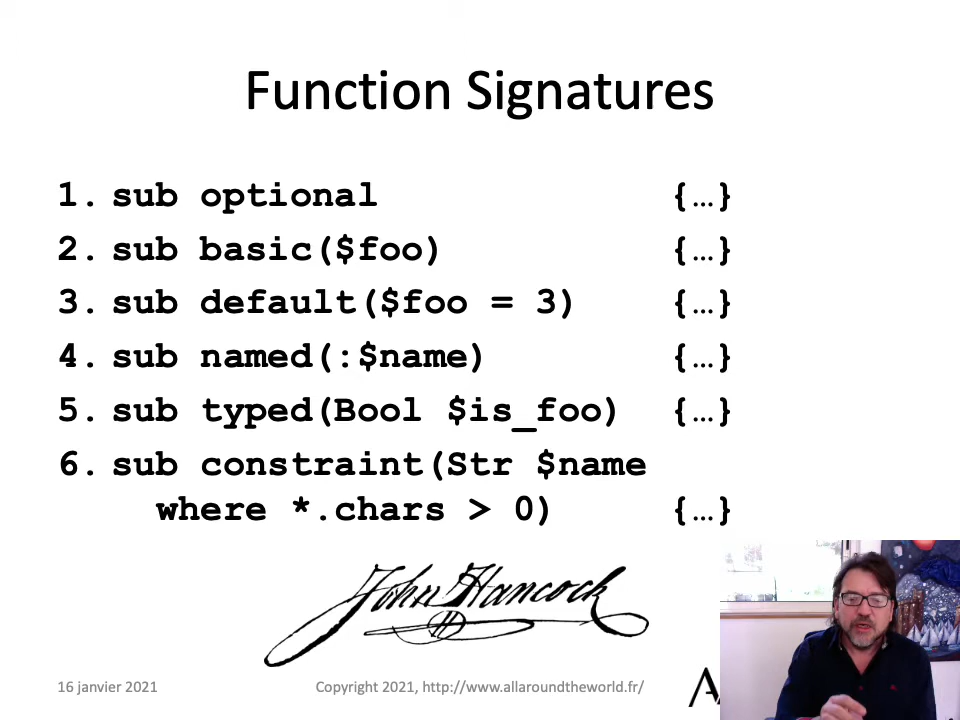 Function Signatures
1. sub optional {…}
2. sub basic($foo) {…}
3. sub default($foo = 3) {…}
4. sub named(:$name) {…}
5. sub typed(Bool $is_foo) {…}
6. sub constraint(Str $name
where *.chars > 0) {…}
John Hancock
16 janvier 2021
Copyright 2021, http://www.allaroundtheworld.fr/